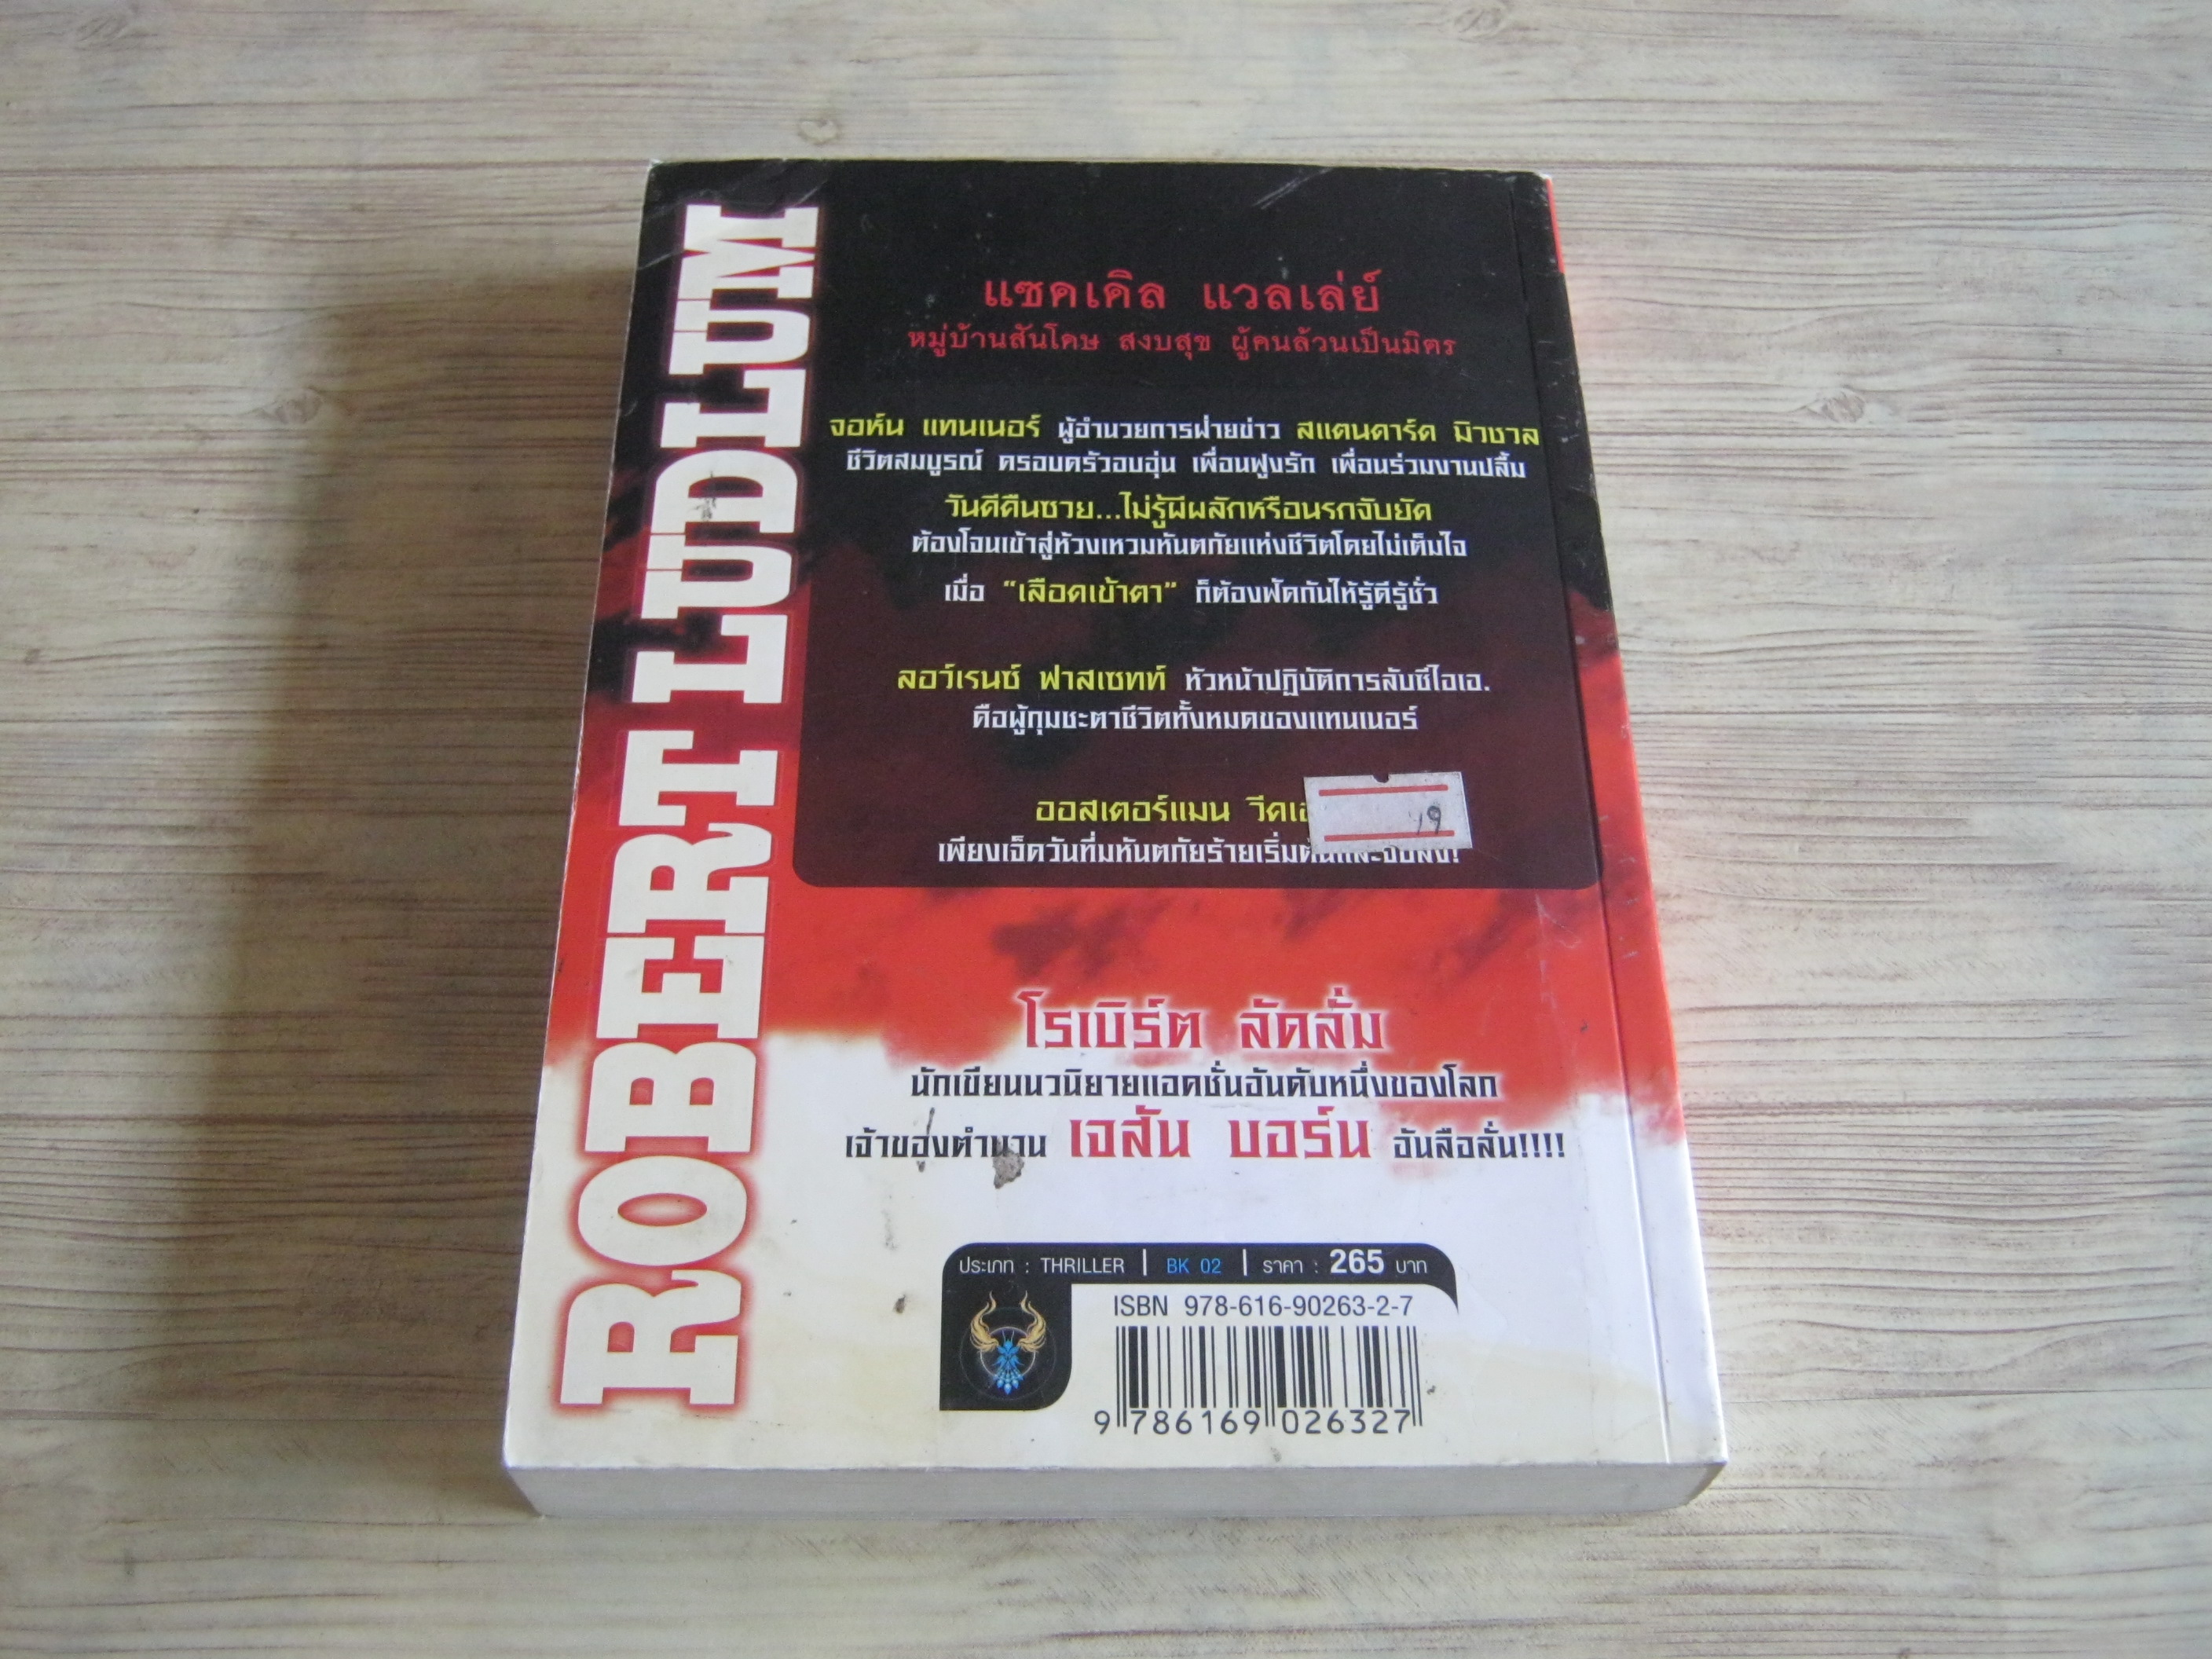 ROBERT LUDLUM
แซดเดิล แวลเล่ย์
หมู่บ้านสันโดษ สงบสุข ผู้คนล้วนเป็นมิตร
จอห์น แทนเนอร์ ผู้อำนวยการฝ่ายข่าว สแตนดาร์ด มิวชาล
ชีวิตสมบูรณ์ ครอบครัวอบอุ่น เพื่อนฝูงรัก เพื่อนร่วมงานปลื้ม
วันดีคืนซวย...ไม่รู้ผีผลักหรือนรกจับยัด
ต้องโจนเข้าสู่ห้วงเหวมหันตภัยแห่งชีวิตโดยไม่เต็มใจ
เมื่อ “เลือดเข้าตา” ก็ต้องฟัดกันให้รู้ดีรู้ชั่ว
ลอว์เรนซ์ ฟาสเซทท์ หัวหน้าปฏิบัติการลับซีไอเอ.
คือผู้กุมชะตาชีวิตทั้งหมดของแทนเนอร์
ออสเตอร์แมน
19
เพียงเจ็ดวันที่มหันตภัยร้ายเริ่มต้นและจบลง!
โรเบิร์ต ลัดลั่ม
นักเขียนนวนิยายแอคชั่นอันดับหนึ่งของโลก
เจ้าของตำนาน เจสัน บอร์น อันลือลั่น!!!!
ประเภท : THRILLER | BK 02 | ราคา : 265 บาท
ISBN 978-616-90263-2-7
9 786169 026327